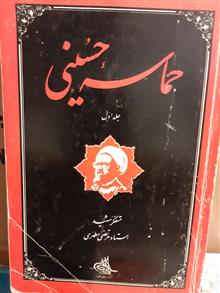 حماسهٔ حسینی
جلد اول
متفکر شهید
استاد مرتضی مطهری